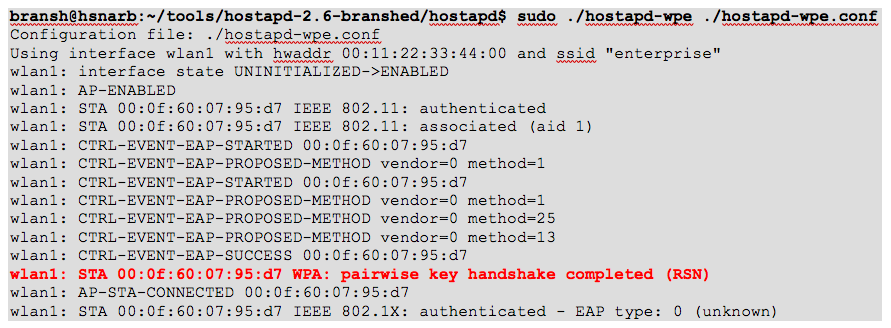 bransh@hsnarb:~/tools/hostapd-2.6-branshed/hostapd$ sudo ./hostapd-wpe ./hostapd-wpe.conf
Configuration file: ./hostapd-wpe.conf
Using interface wlan1 with hwaddr 00:11:22:33:44:00 and ssid "enterprise"
wlan1: interface state UNINITIALIZED->ENABLED
wlan1: AP-ENABLED
wlan1: STA 00:0f:60:07:95:d7 IEEE 802.11: authenticated
wlan1: STA 00:0f:60:07:95:d7 IEEE 802.11: associated (aid 1)
wlan1: CTRL-EVENT-EAP-STARTED 00:0f:60:07:95:d7
wlan1: CTRL-EVENT-EAP-PROPOSED-METHOD vendor=0 method=1
wlan1: CTRL-EVENT-EAP-STARTED 00:0f:60:07:95:d7
wlan1: CTRL-EVENT-EAP-PROPOSED-METHOD vendor=0 method=1
wlan1: CTRL-EVENT-EAP-PROPOSED-METHOD vendor=0 method=25
wlan1: CTRL-EVENT-EAP-PROPOSED-METHOD vendor=0 method=13
wlan1: CTRL-EVENT-EAP-SUCCESS 00:0f:60:07:95:d7
wlan1: STA 00:0f:60:07:95:d7 WPA: pairwise key handshake completed (RSN)
wlan1: AP-STA-CONNECTED 00:0f:60:07:95:d7
wlan1: STA 00:0f:60:07:95:d7 IEEE 802.1X: authenticated - EAP type: 0 (unknown)